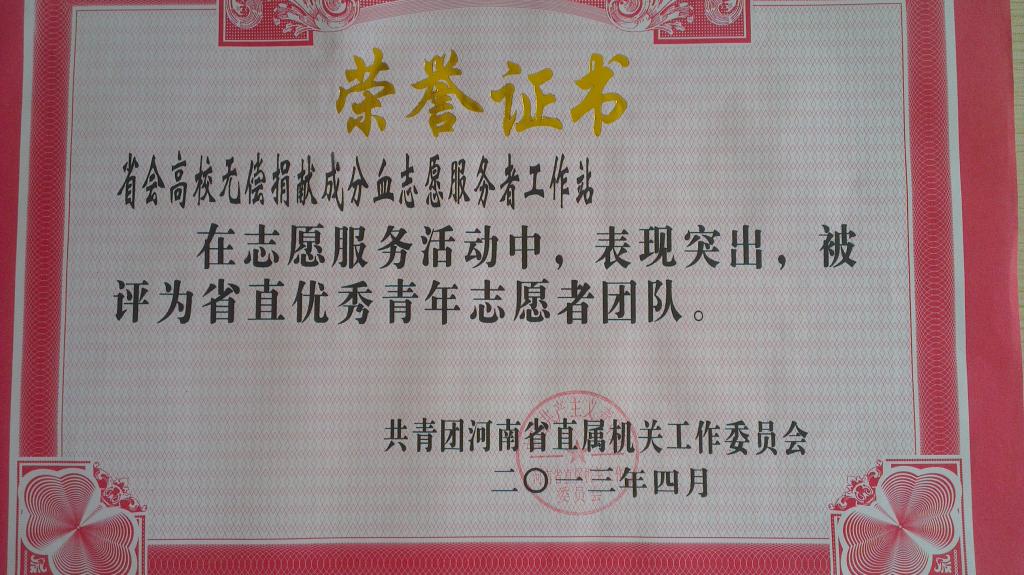 荣誉证书
省会高校无偿捐献成分血志愿服务者工作站
在志愿服务活动中，表现突出，被
评为省直优秀青年志愿者团队。
共青团河南省直属机关工作委员会
二〇一三年四月
委员会